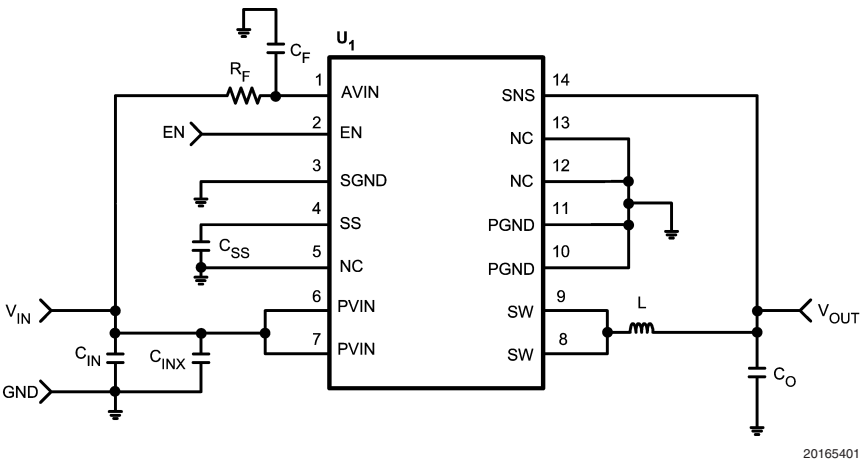 U1
CF
RF
1 AVIN
EN 2 EN
3 SGND
4 SS
CSS
5 NC
6 PVIN
7 PVIN
VIN
CIN
CINX
GND
14 SNS
13 NC
12 NC
11 PGND
10 PGND
9 SW
8 SW
L
VOUT
CO
20165401